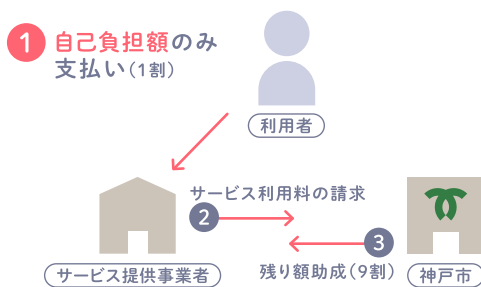 1 自己負担額のみ
支払い(1割)
利用者
サービス利用料の請求
2
3
残り額助成(9割)
サービス提供事業者
神戸市